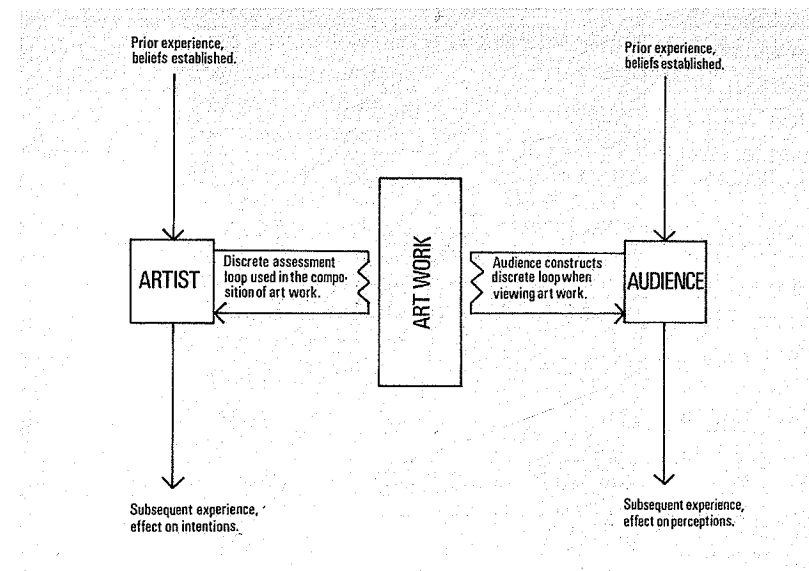 Prior experience,
beliefs established.
Prior experience,
beliefs established.
ARTIST
Discrete assessment
loop used in the compo-
sition of art work.
ART WORK
Audience constructs
discrete loop when
viewing art work.
AUDIENCE
Subsequent experience,
effect on intentions.
Subsequent experience,
effect on perceptions.